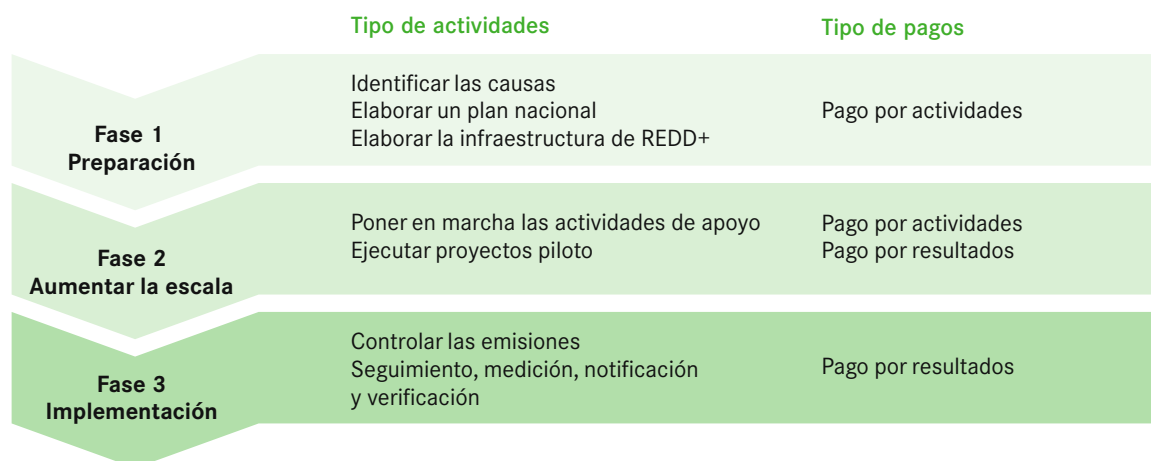 Tipo de actividades
Tipo de pagos
Fase 1
Preparación
Identificar las causas
Elaborar un plan nacional
Elaborar la infraestructura de REDD+
Pago por actividades
Fase 2
Aumentar la escala
Poner en marcha las actividades de apoyo
Ejecutar proyectos piloto
Pago por actividades
Pago por resultados
Fase 3
Implementación
Controlar las emisiones
Seguimiento, medición, notificación
y verificación
Pago por resultados